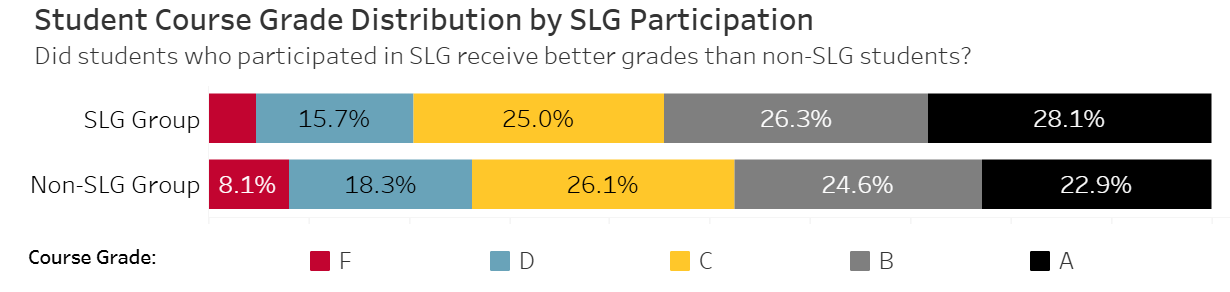 Student Course Grade Distribution by SLG Participation
Did students who participated in SLG receive better grades than non-SLG students?
SLG Group 15.7% 25.0% 26.3% 28.1%
Non-SLG Group 8.1% 18.3% 26.1% 24.6% 22.9%
Course Grade: F D C B A